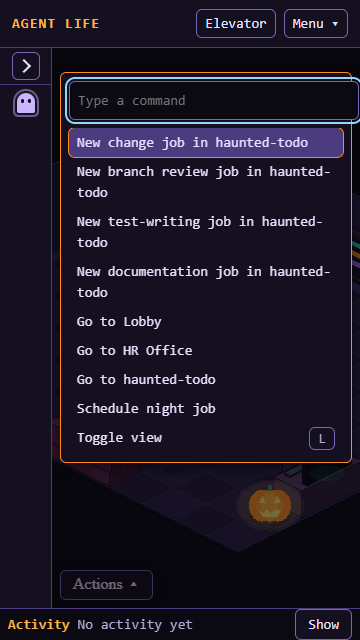 AGENT LIFE
Elevator
Menu ▾
Type a command
New change job in haunted-todo
New branch review job in haunted-
todo
New test-writing job in haunted-
todo
New documentation job in haunted-
todo
Go to Lobby
Go to HR Office
Go to haunted-todo
Schedule night job
Toggle view
L
Actions ▴
Activity No activity yet
Show